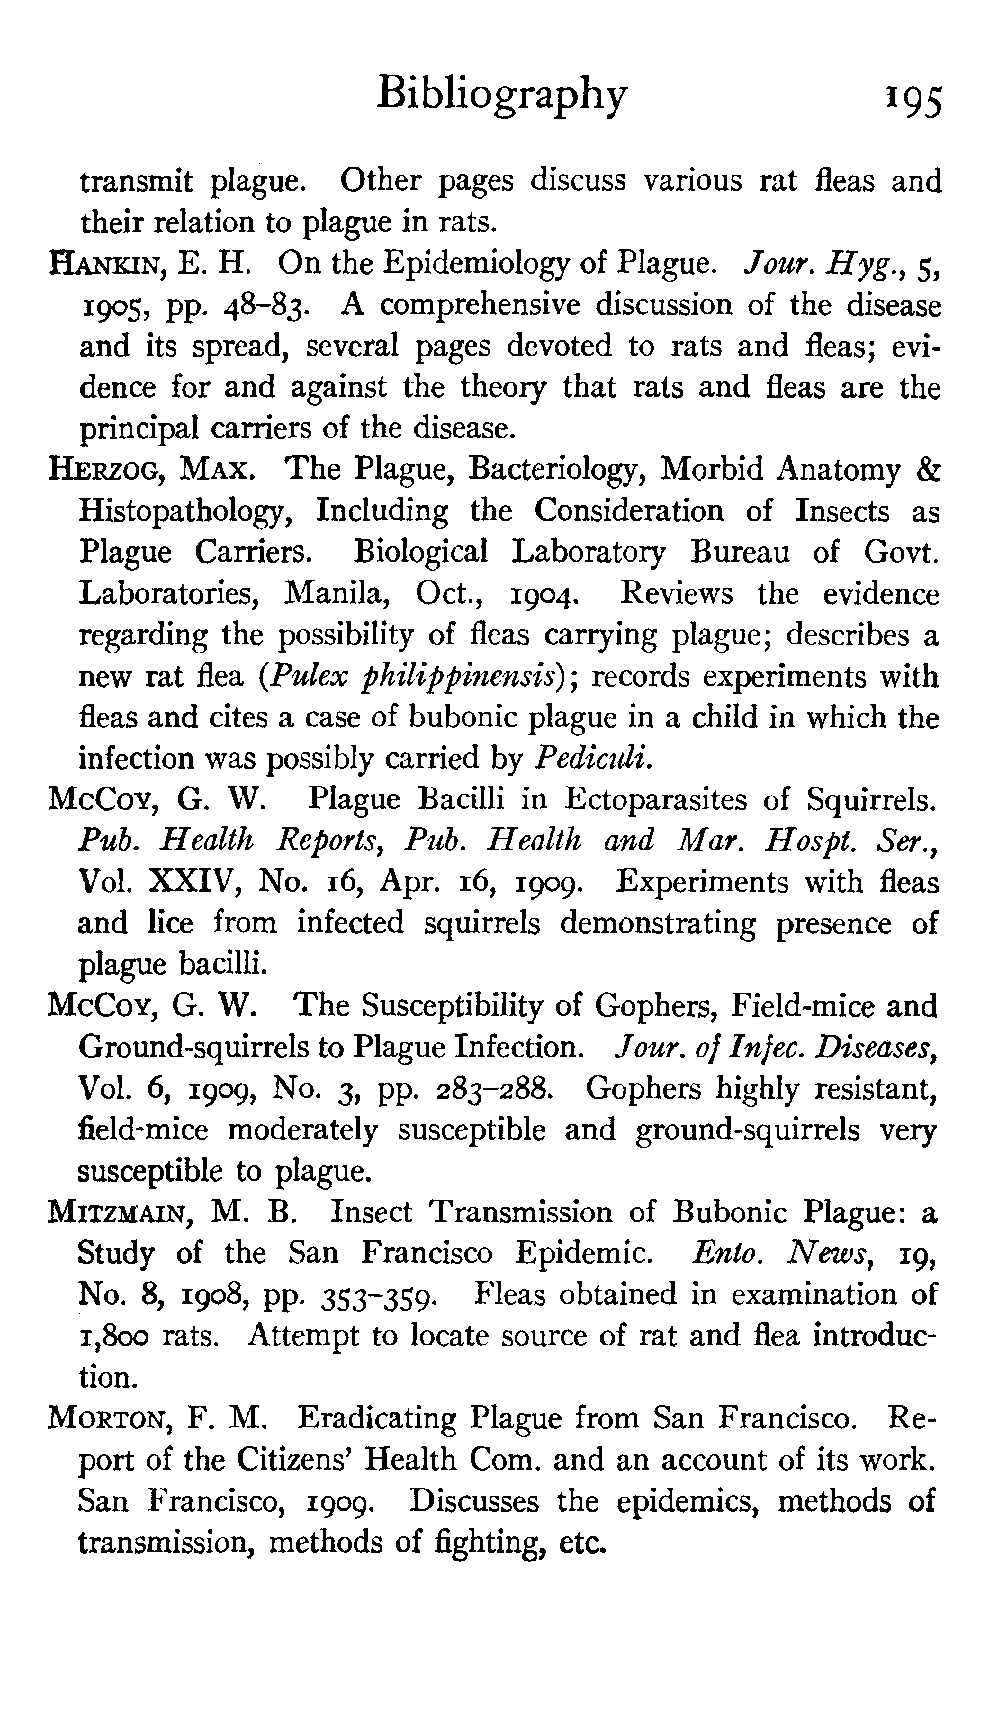 Bibliography 195
transmit plague. Other pages discuss various rat fleas and
their relation to plague in rats.
HANKIN, E. H. On the Epidemiology of Plague. Jour. Hyg., 5,
1905, pp. 48–83. A comprehensive discussion of the disease
and its spread, several pages devoted to rats and fleas; evi-
dence for and against the theory that rats and fleas are the
principal carriers of the disease.
HERZOG, MAX. The Plague, Bacteriology, Morbid Anatomy &
Histopathology, Including the Consideration of Insects as
Plague Carriers. Biological Laboratory Bureau of Govt.
Laboratories, Manila, Oct., 1904. Reviews the evidence
regarding the possibility of fleas carrying plague; describes a
new rat flea (Pulex philippinensis); records experiments with
fleas and cites a case of bubonic plague in a child in which the
infection was possibly carried by Pediculi.
McCOY, G. W. Plague Bacilli in Ectoparasites of Squirrels.
Pub. Health Reports, Pub. Health and Mar. Hospt. Ser.,
Vol. XXIV, No. 16, Apr. 16, 1909. Experiments with fleas
and lice from infected squirrels demonstrating presence of
plague bacilli.
McCOY, G. W. The Susceptibility of Gophers, Field-mice and
Ground-squirrels to Plague Infection. Jour. of Infec. Diseases,
Vol. 6, 1909, No. 3, pp. 283–288. Gophers highly resistant,
field-mice moderately susceptible and ground-squirrels very
susceptible to plague.
MITZMAIN, M. B. Insect Transmission of Bubonic Plague: a
Study of the San Francisco Epidemic. Ento. News, 19,
No. 8, 1908, pp. 353–359. Fleas obtained in examination of
1,800 rats. Attempt to locate source of rat and flea introduc-
tion.
MORTON, F. M. Eradicating Plague from San Francisco. Re-
port of the Citizens' Health Com. and an account of its work.
San Francisco, 1909. Discusses the epidemics, methods of
transmission, methods of fighting, etc.